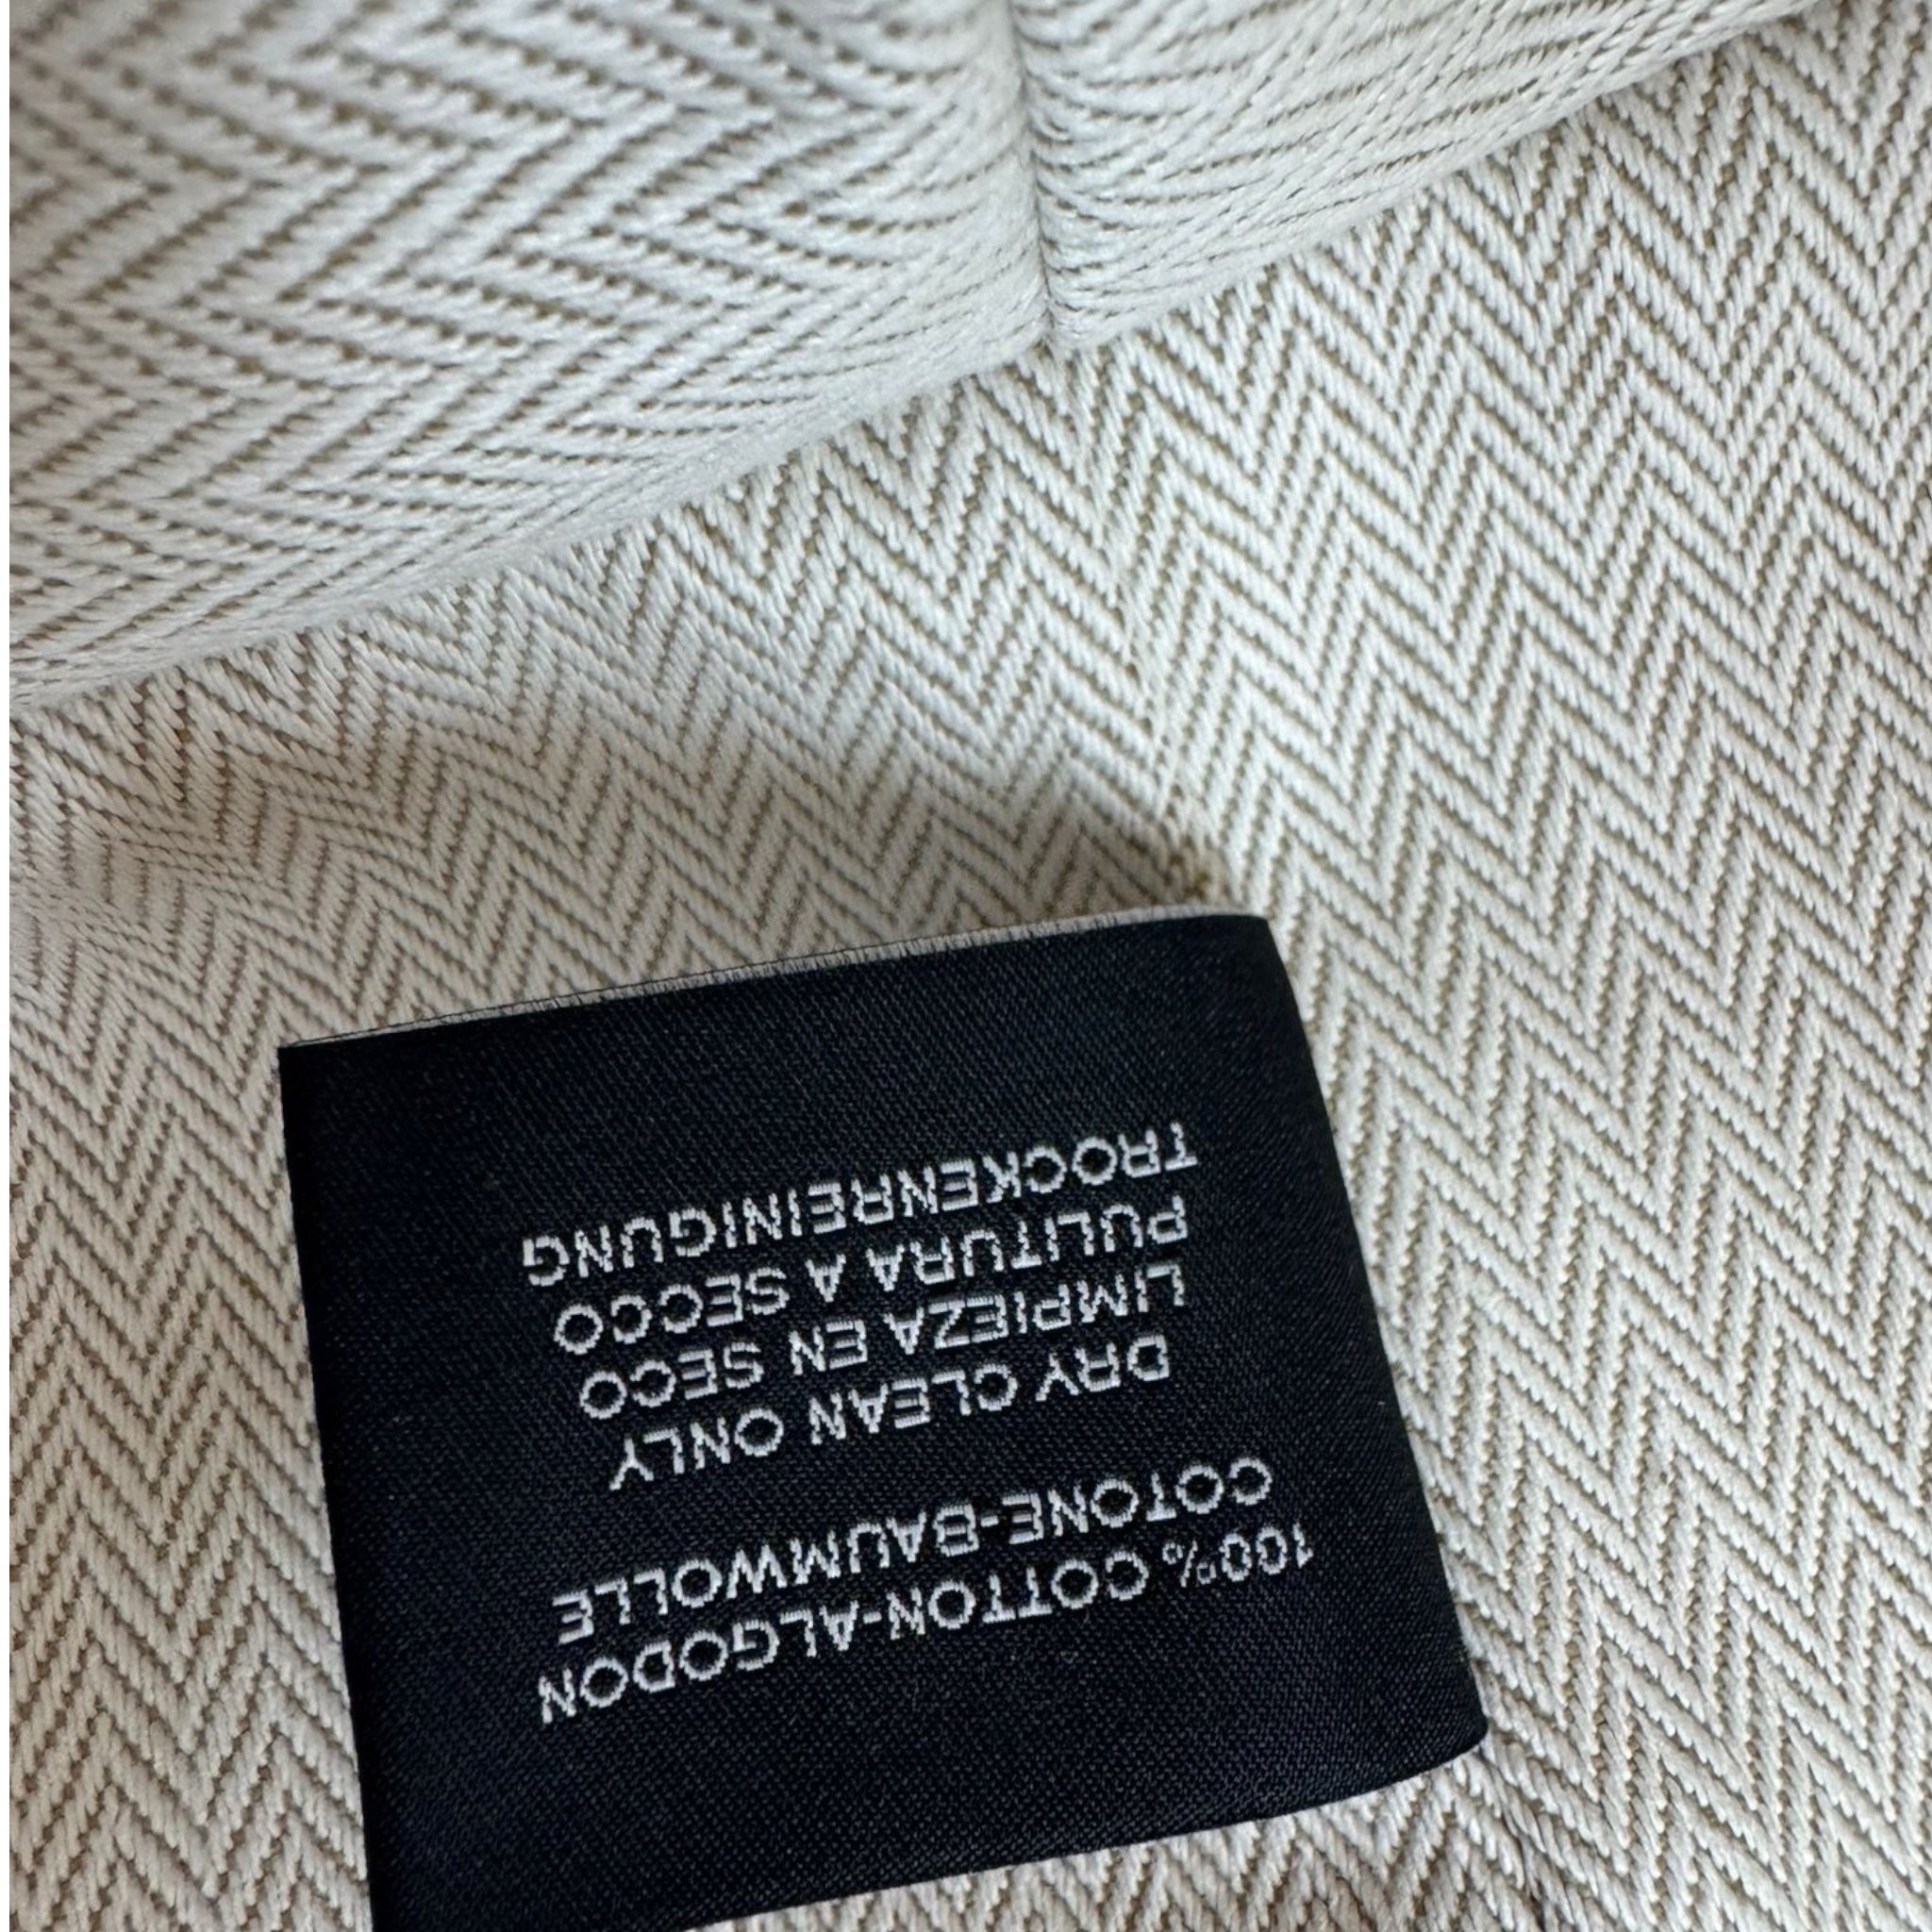 100% COTTON-ALGODON
COTONE-BAUMWOLLE
DRY CLEAN ONLY
LIMPIEZA EN SECO
PULITURA A SECCO
TROCKENREINIGUNG